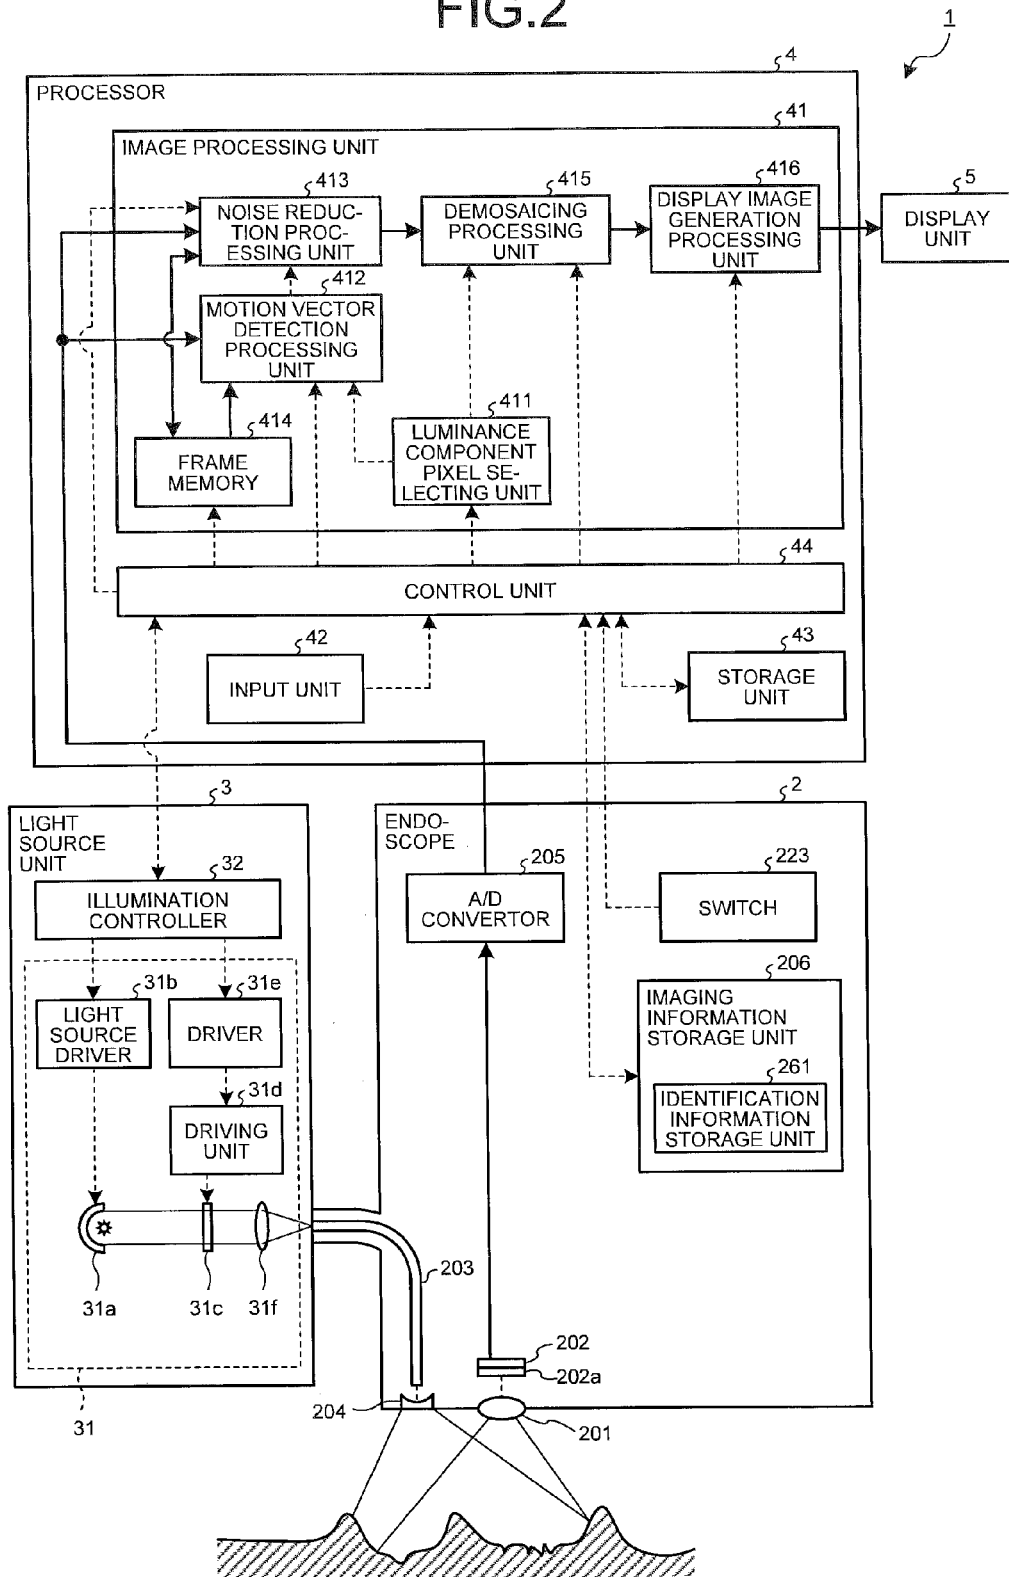 FIG.2
1
4
PROCESSOR
41
IMAGE PROCESSING UNIT
413
NOISE REDUC-
TION PROC-
ESSING UNIT
415
DEMOSAICING
PROCESSING
UNIT
416
DISPLAY IMAGE
GENERATION
PROCESSING
UNIT
5
DISPLAY
UNIT
412
MOTION VECTOR
DETECTION
PROCESSING
UNIT
414
FRAME
MEMORY
411
LUMINANCE
COMPONENT
PIXEL SE-
LECTING UNIT
44
CONTROL UNIT
42
INPUT UNIT
43
STORAGE
UNIT
3
LIGHT
SOURCE
UNIT
32
ILLUMINATION
CONTROLLER
31b
LIGHT
SOURCE
DRIVER
31e
DRIVER
31d
DRIVING
UNIT
31a
31c
31f
31
2
ENDO-
SCOPE
205
A/D
CONVERTOR
223
SWITCH
206
IMAGING
INFORMATION
STORAGE UNIT
261
IDENTIFICATION
INFORMATION
STORAGE UNIT
203
202
202a
204
201